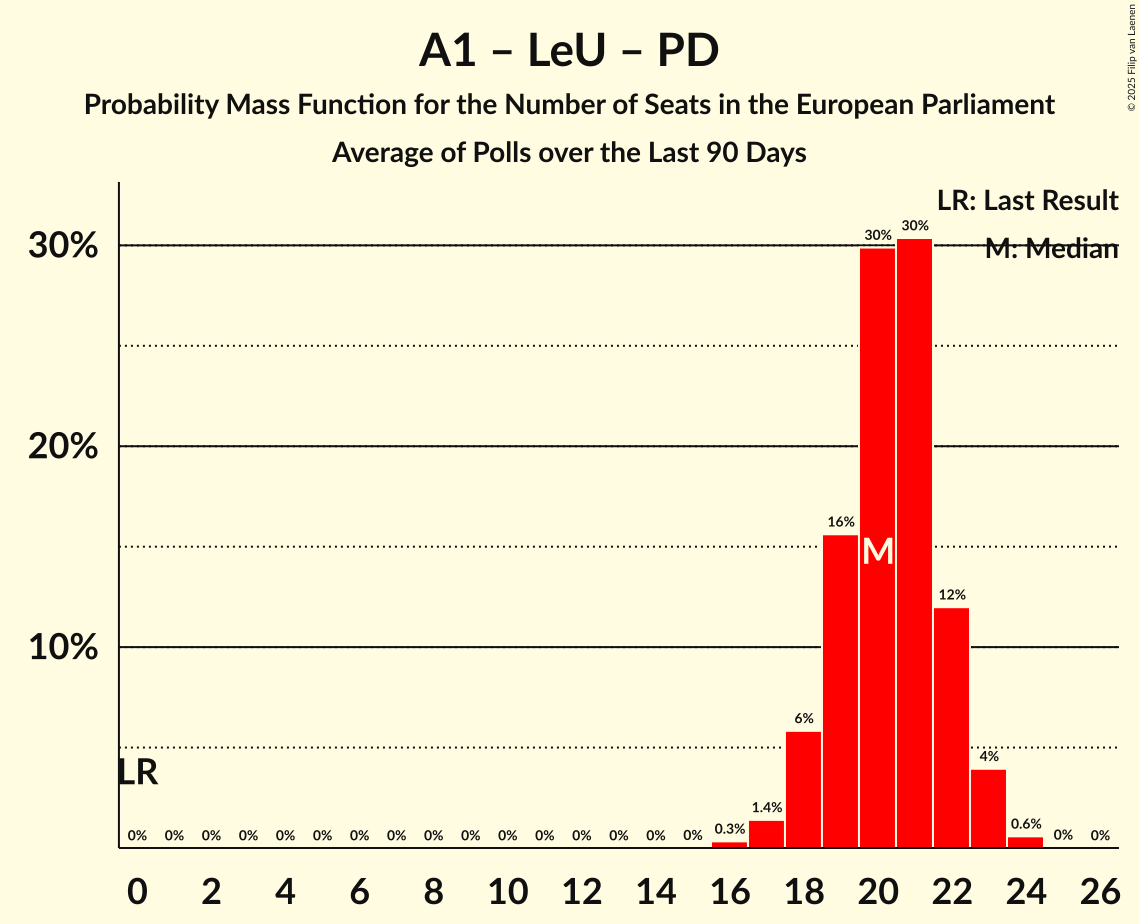 A1 – LeU – PD
Probability Mass Function for the Number of Seats in the European Parliament
Average of Polls over the Last 90 Days
© 2025 Filip van Laenen
LR: Last Result
M: Median
30%
20%
10%
30%
30%
16%
M
12%
6%
4%
LR
1.4%
0.3%
0.6%
0% 0% 0% 0% 0% 0% 0% 0% 0% 0% 0% 0% 0% 0% 0% 0% 0% 0%
0 2 4 6 8 10 12 14 16 18 20 22 24 26